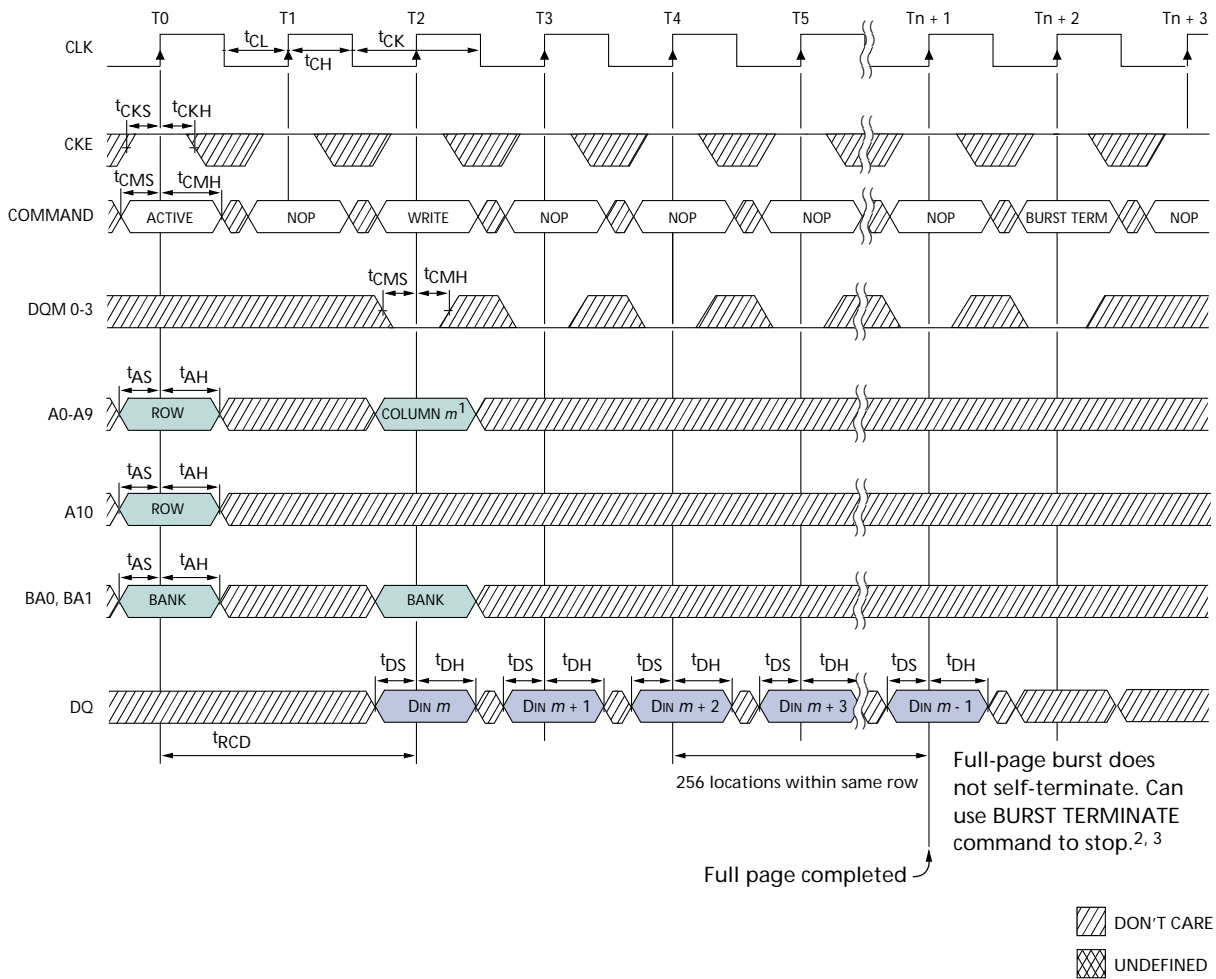 T0 T1 T2 T3 T4 T5 Tn + 1 Tn + 2 Tn + 3
CLK
tCL tCK
tCH
tCKS tCKH
CKE
tCMS tCMH
COMMAND ACTIVE NOP WRITE NOP NOP NOP NOP BURST TERM NOP
tCMS tCMH
DQM 0-3
tAS tAH
A0-A9 ROW COLUMN m1
tAS tAH
A10 ROW
tAS tAH
BA0, BA1 BANK BANK
tDS tDH tDS tDH tDS tDH tDS tDH tDS tDH
DQ DIN m DIN m + 1 DIN m + 2 DIN m + 3 DIN m - 1
tRCD
256 locations within same row
Full-page burst does
not self-terminate. Can
use BURST TERMINATE
command to stop.2, 3
Full page completed
DON'T CARE
UNDEFINED